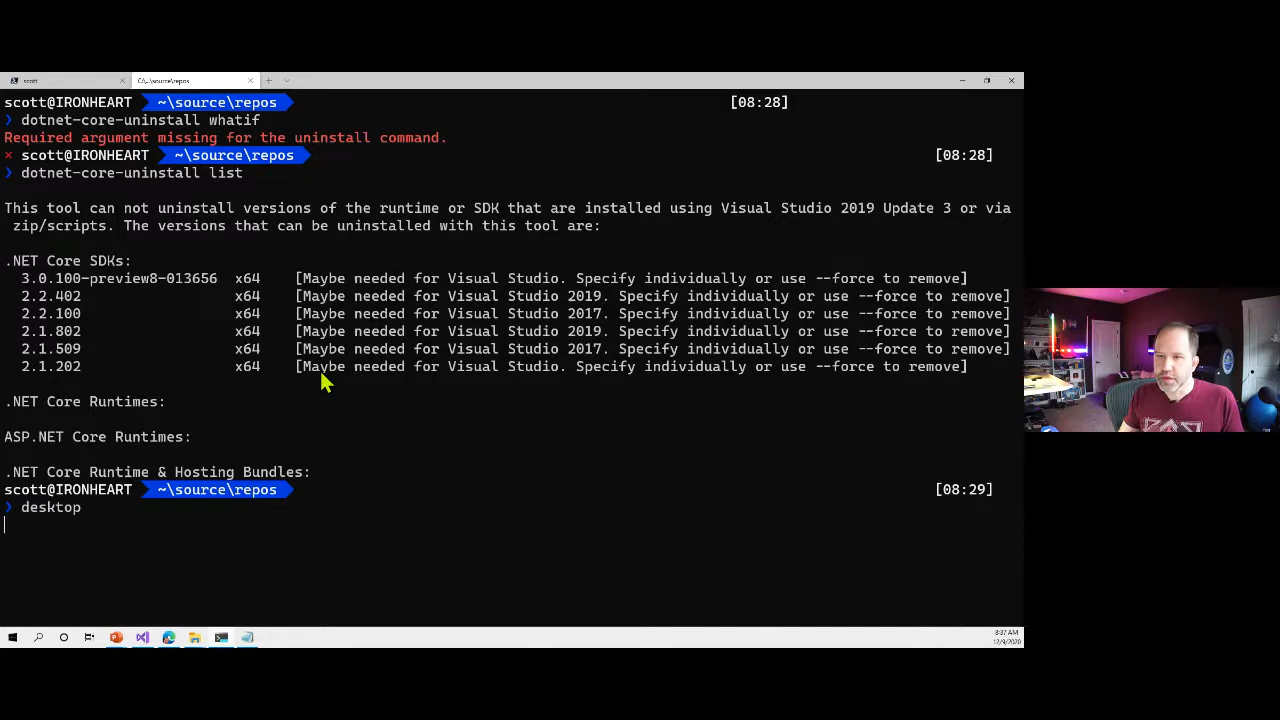 scott
C:\..\source\repos
scott@IRONHEART ~\source\repos [08:28]
❯ dotnet-core-uninstall whatif
Required argument missing for the uninstall command.
× scott@IRONHEART ~\source\repos [08:28]
❯ dotnet-core-uninstall list
This tool can not uninstall versions of the runtime or SDK that are installed using Visual Studio 2019 Update 3 or via
zip/scripts. The versions that can be uninstalled with this tool are:
.NET Core SDKs:
3.0.100-preview8-013656 x64 [Maybe needed for Visual Studio. Specify individually or use --force to remove]
2.2.402 x64 [Maybe needed for Visual Studio 2019. Specify individually or use --force to remove]
2.2.100 x64 [Maybe needed for Visual Studio 2017. Specify individually or use --force to remove]
2.1.802 x64 [Maybe needed for Visual Studio 2019. Specify individually or use --force to remove]
2.1.509 x64 [Maybe needed for Visual Studio 2017. Specify individually or use --force to remove]
2.1.202 x64 [Maybe needed for Visual Studio. Specify individually or use --force to remove]
.NET Core Runtimes:
ASP.NET Core Runtimes:
.NET Core Runtime & Hosting Bundles:
scott@IRONHEART ~\source\repos [08:29]
❯ desktop
8:37 AM
12/9/2020